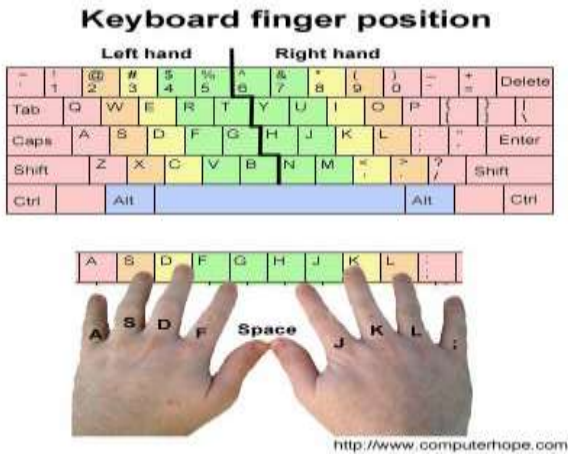 Keyboard finger position
Left hand Right hand
~ ! @ # $ % ^ & * ( ) - + Delete
1 2 3 4 5 6 7 8 9 0 - =
Tab Q W E R T Y U I O P { } |
[ ] \
Caps A S D F G H J K L : " Enter
; '
Shift Z X C V B N M < > ? Shift
, . /
Ctrl Alt Alt Ctrl
A S D F G H J K L :
;
A S D F Space J K L ;
http://www.computerhope.com